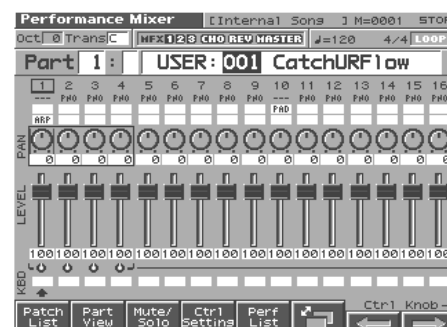 Performance Mixer [Internal Song ] M=0001 STOP
Oct 0 Trans C MFX 1 2 3 CHO REV MASTER ♩=120 4/4 LOOP
Part 1 : USER: 001 CatchURFlow
1 2 3 4 5 6 7 8 9 10 11 12 13 14 15 16
--- PNO PNO PNO PNO PNO PNO PNO PNO --- PNO PNO PNO PNO PNO PNO
PAD
ARP
PAN
0 0 0 0 0 0 0 0 0 0 0 0 0 0 0 0
LEVEL
100 100 100 100 100 100 100 100 100 100 100 100 100 100 100 100
KBD
Ctrl Knob
Patch List Part View Mute/Solo Ctrl Setting Perf List